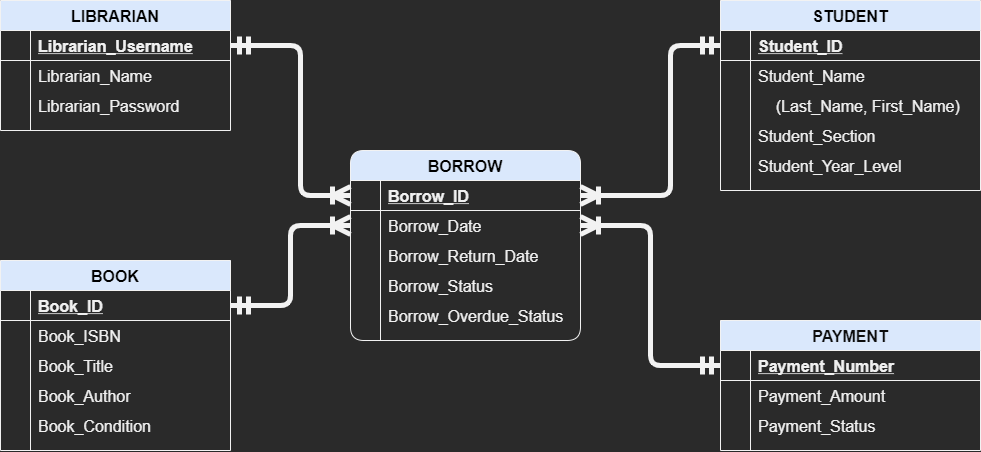 LIBRARIAN
Librarian_Username
Librarian_Name
Librarian_Password
STUDENT
Student_ID
Student_Name
(Last_Name, First_Name)
Student_Section
Student_Year_Level
BORROW
Borrow_ID
Borrow_Date
Borrow_Return_Date
Borrow_Status
Borrow_Overdue_Status
BOOK
Book_ID
Book_ISBN
Book_Title
Book_Author
Book_Condition
PAYMENT
Payment_Number
Payment_Amount
Payment_Status